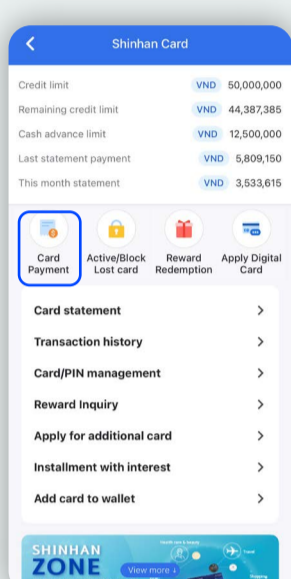 Shinhan Card
Credit limit VND 50,000,000
Remaining credit limit VND 44,387,385
Cash advance limit VND 12,500,000
Last statement payment VND 5,809,150
This month statement VND 3,533,615
Card Payment
Active/Block Lost card
Reward Redemption
Apply Digital Card
Card statement
Transaction history
Card/PIN management
Reward Inquiry
Apply for additional card
Installment with interest
Add card to wallet
SHINHAN
ZONE
View more ↓
Travel
Shopping